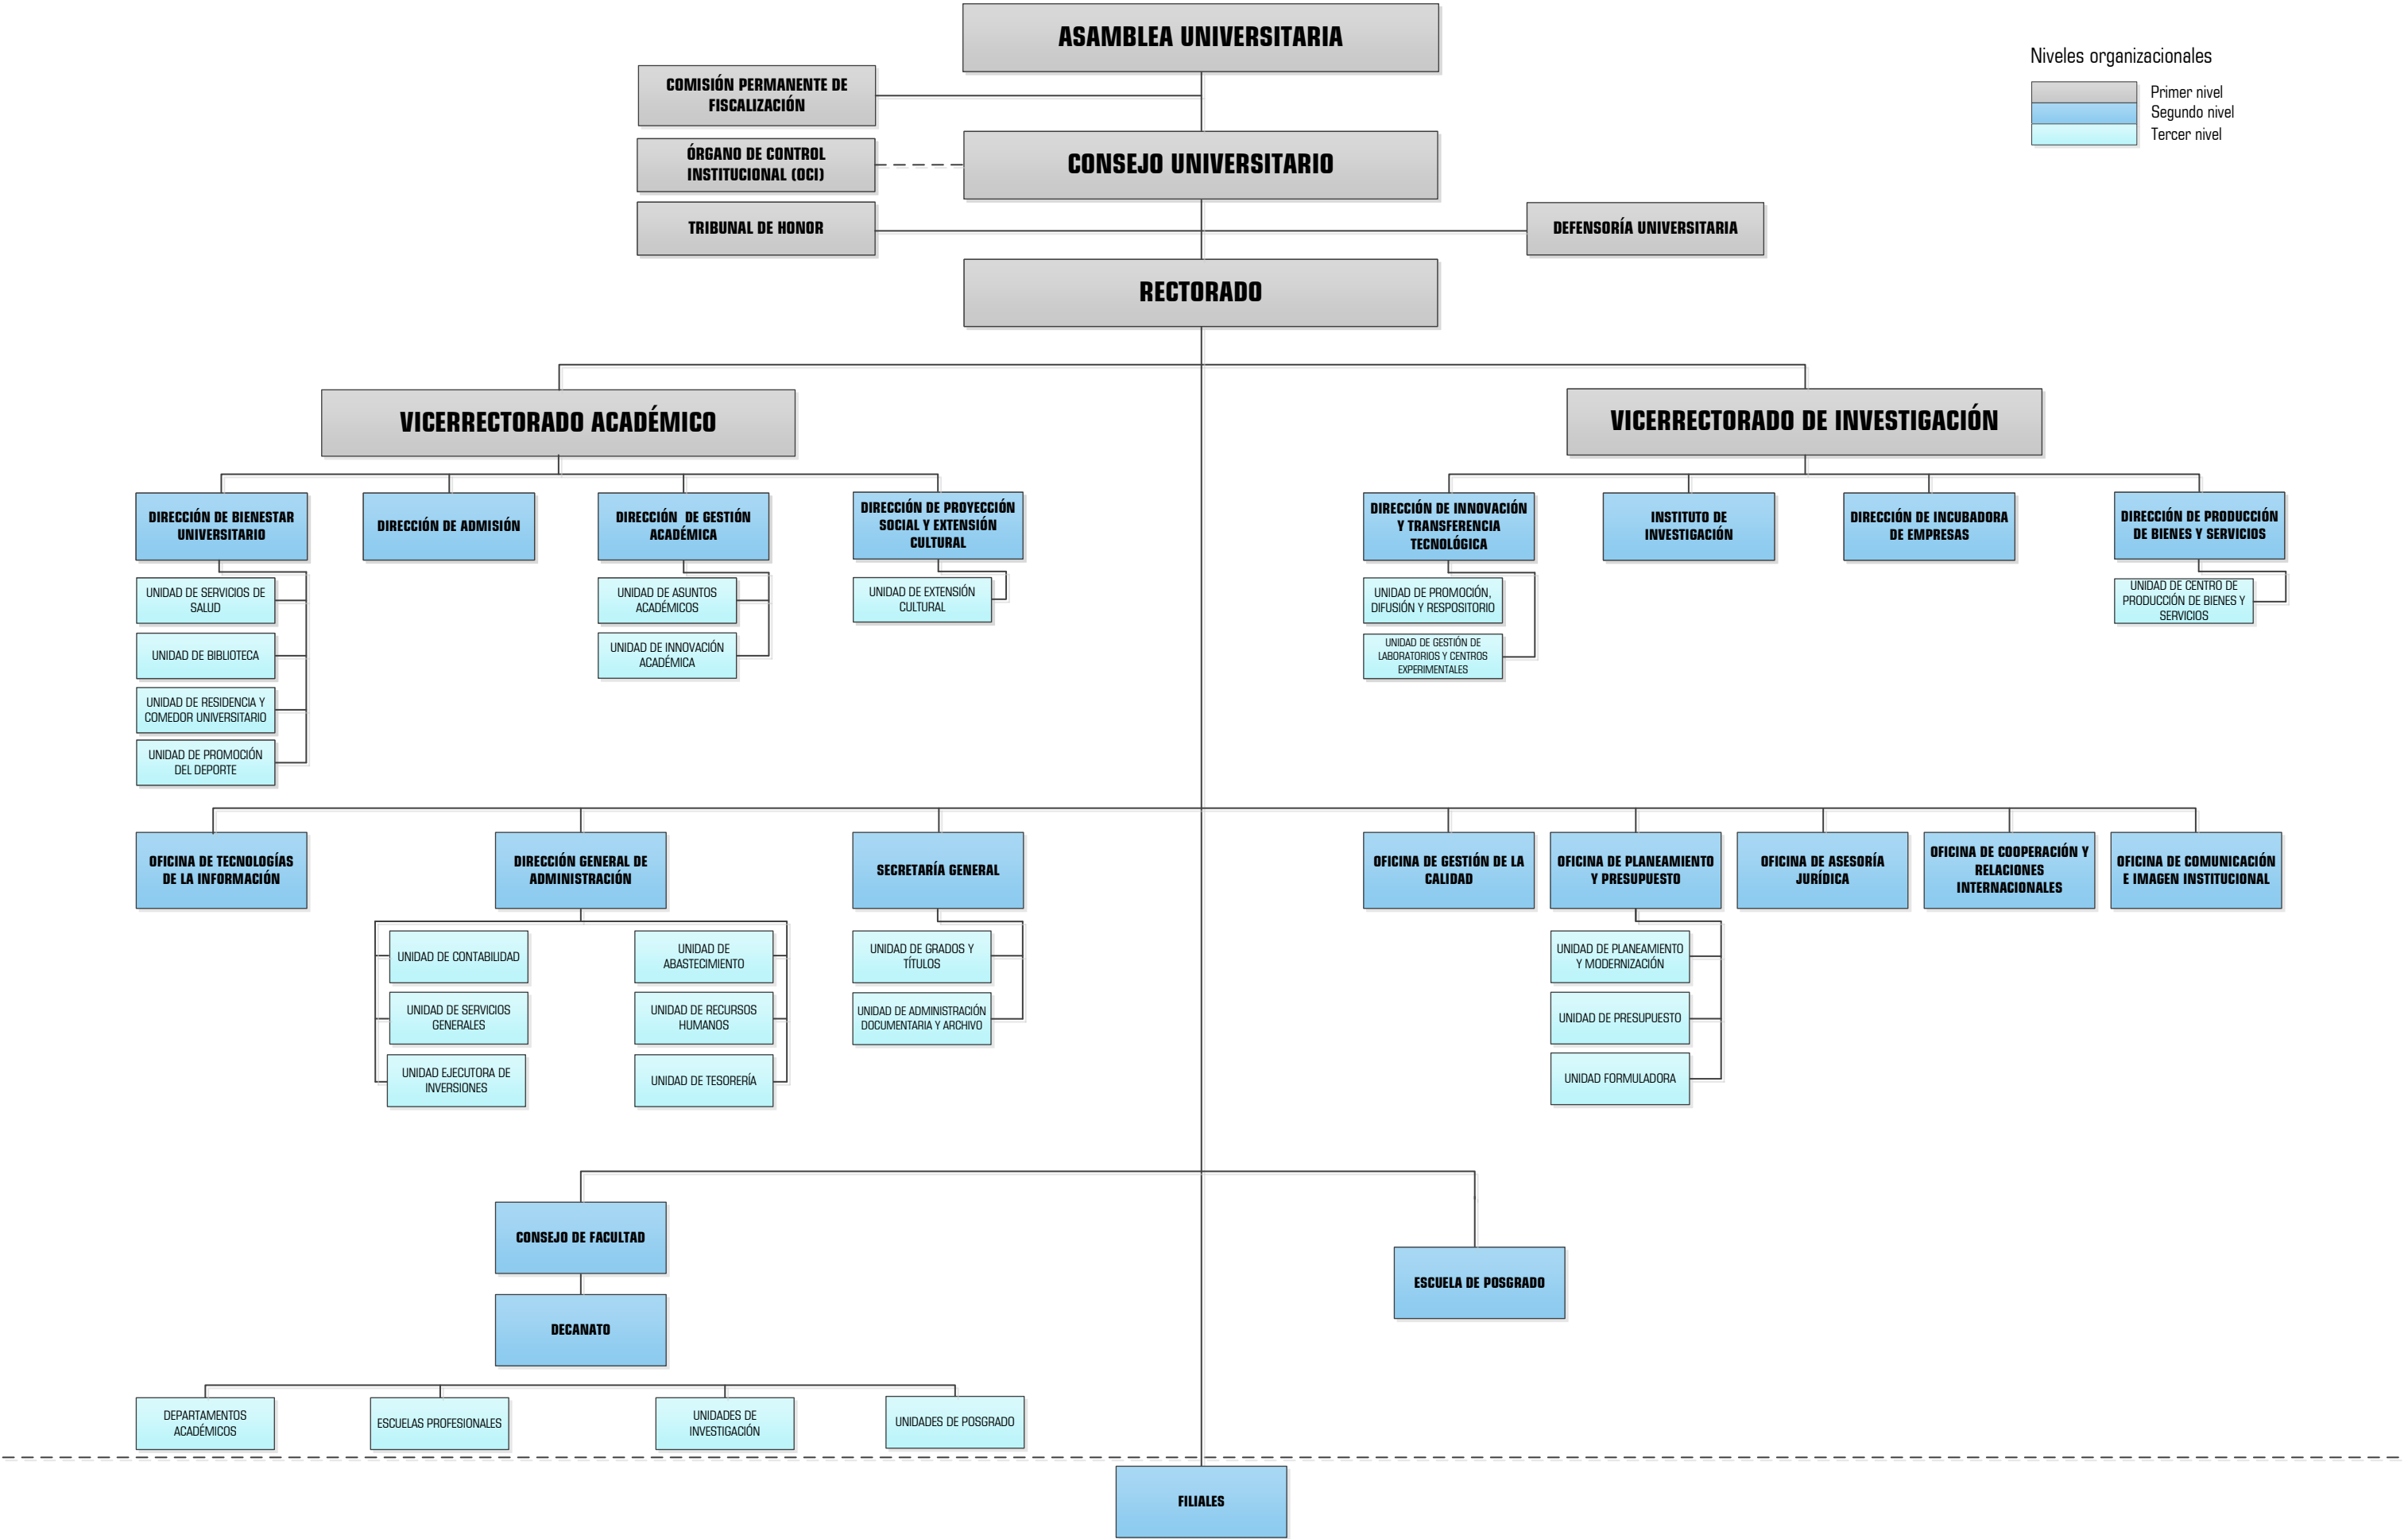 ASAMBLEA UNIVERSITARIA
Niveles organizacionales
Primer nivel
Segundo nivel
Tercer nivel
COMISIÓN PERMANENTE DE
FISCALIZACIÓN
ÓRGANO DE CONTROL
INSTITUCIONAL (OCI)
CONSEJO UNIVERSITARIO
TRIBUNAL DE HONOR
DEFENSORÍA UNIVERSITARIA
RECTORADO
VICERRECTORADO ACADÉMICO
VICERRECTORADO DE INVESTIGACIÓN
DIRECCIÓN DE BIENESTAR
UNIVERSITARIO
DIRECCIÓN DE ADMISIÓN
DIRECCIÓN DE GESTIÓN
ACADÉMICA
DIRECCIÓN DE PROYECCIÓN
SOCIAL Y EXTENSIÓN
CULTURAL
DIRECCIÓN DE INNOVACIÓN
Y TRANSFERENCIA
TECNOLÓGICA
INSTITUTO DE
INVESTIGACIÓN
DIRECCIÓN DE INCUBADORA
DE EMPRESAS
DIRECCIÓN DE PRODUCCIÓN
DE BIENES Y SERVICIOS
UNIDAD DE SERVICIOS DE
SALUD
UNIDAD DE BIBLIOTECA
UNIDAD DE RESIDENCIA Y
COMEDOR UNIVERSITARIO
UNIDAD DE PROMOCIÓN
DEL DEPORTE
UNIDAD DE ASUNTOS
ACADÉMICOS
UNIDAD DE INNOVACIÓN
ACADÉMICA
UNIDAD DE EXTENSIÓN
CULTURAL
UNIDAD DE PROMOCIÓN,
DIFUSIÓN Y RESPOSITORIO
UNIDAD DE GESTIÓN DE
LABORATORIOS Y CENTROS
EXPERIMENTALES
UNIDAD DE CENTRO DE
PRODUCCIÓN DE BIENES Y
SERVICIOS
OFICINA DE TECNOLOGÍAS
DE LA INFORMACIÓN
DIRECCIÓN GENERAL DE
ADMINISTRACIÓN
SECRETARÍA GENERAL
OFICINA DE GESTIÓN DE LA
CALIDAD
OFICINA DE PLANEAMIENTO
Y PRESUPUESTO
OFICINA DE ASESORÍA
JURÍDICA
OFICINA DE COOPERACIÓN Y
RELACIONES
INTERNACIONALES
OFICINA DE COMUNICACIÓN
E IMAGEN INSTITUCIONAL
UNIDAD DE CONTABILIDAD
UNIDAD DE SERVICIOS
GENERALES
UNIDAD EJECUTORA DE
INVERSIONES
UNIDAD DE
ABASTECIMIENTO
UNIDAD DE RECURSOS
HUMANOS
UNIDAD DE TESORERÍA
UNIDAD DE GRADOS Y
TÍTULOS
UNIDAD DE ADMINISTRACIÓN
DOCUMENTARIA Y ARCHIVO
UNIDAD DE PLANEAMIENTO
Y MODERNIZACIÓN
UNIDAD DE PRESUPUESTO
UNIDAD FORMULADORA
CONSEJO DE FACULTAD
ESCUELA DE POSGRADO
DECANATO
DEPARTAMENTOS
ACADÉMICOS
ESCUELAS PROFESIONALES
UNIDADES DE
INVESTIGACIÓN
UNIDADES DE POSGRADO
FILIALES